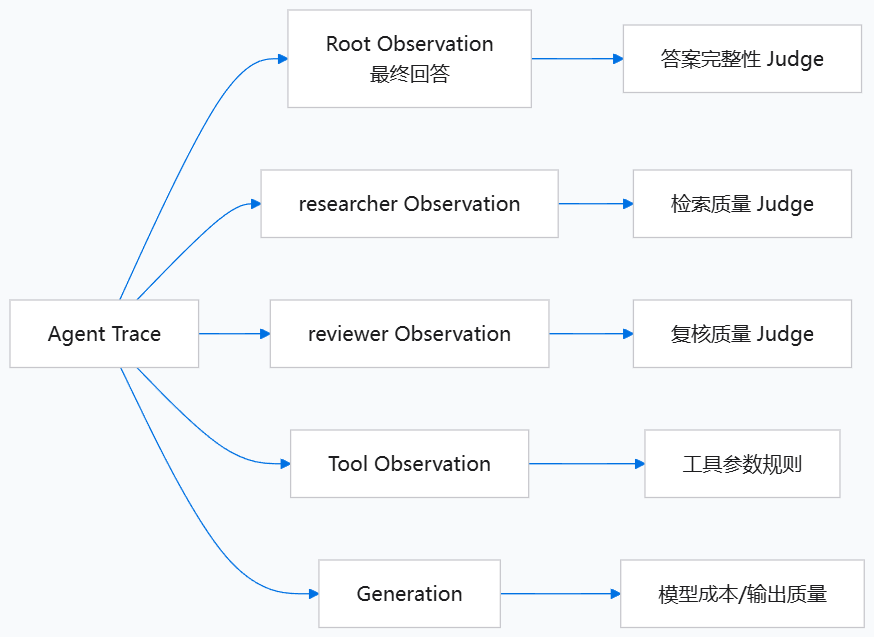 Root Observation
最终回答
答案完整性 Judge
researcher Observation
检索质量 Judge
Agent Trace
reviewer Observation
复核质量 Judge
Tool Observation
工具参数规则
Generation
模型成本/输出质量